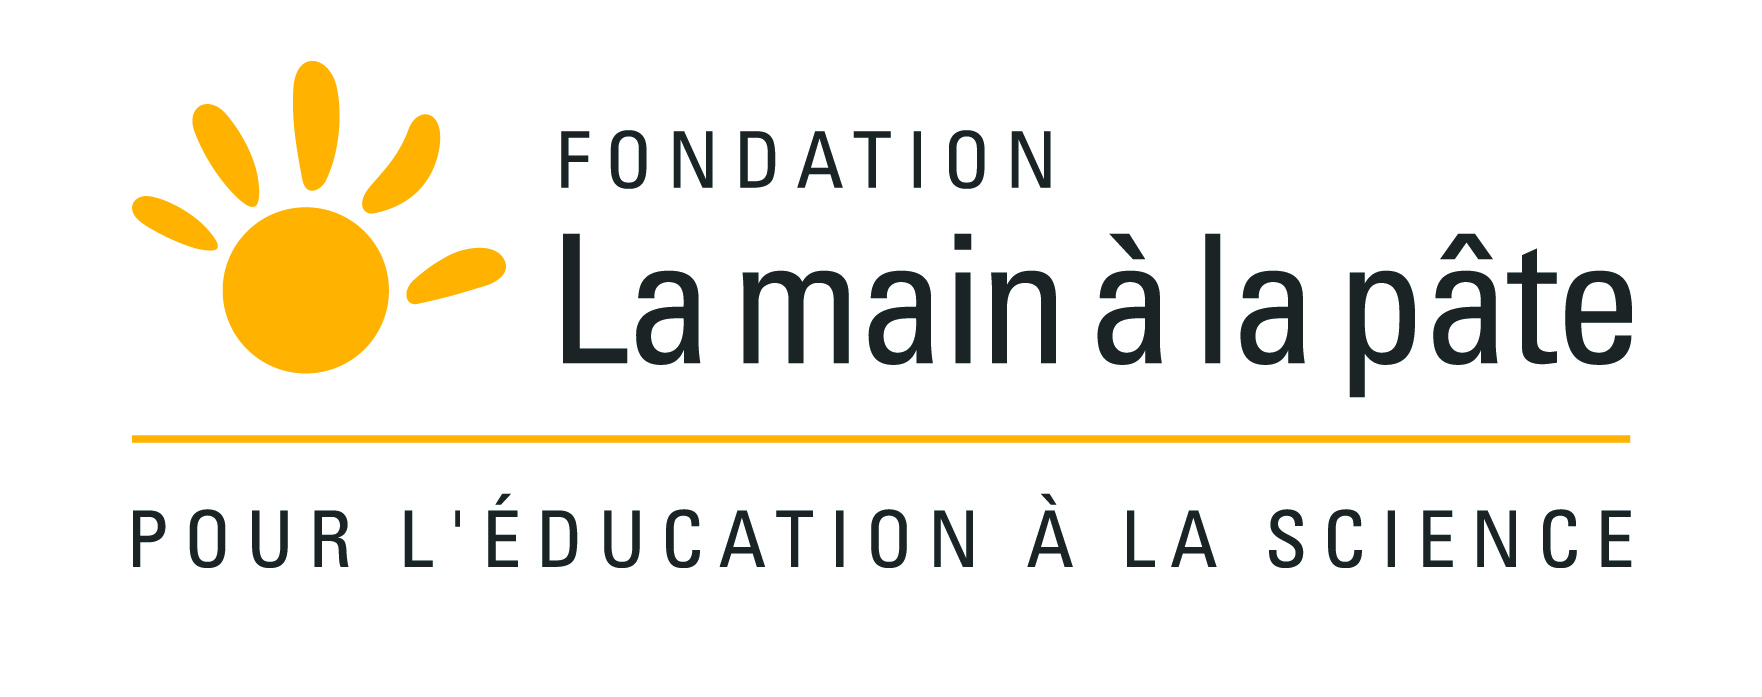 FONDATION
La main à la pâte
POUR L'ÉDUCATION À LA SCIENCE